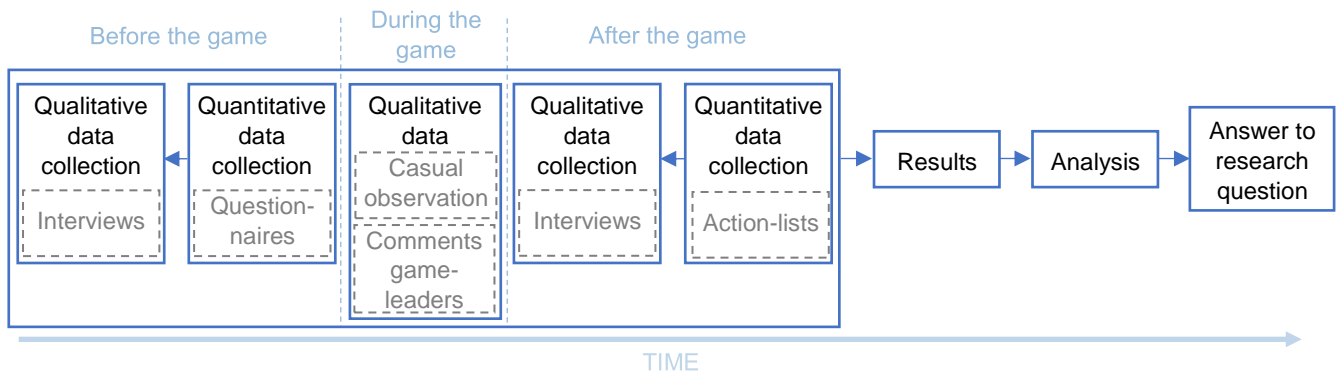 Before the game
During the
game
After the game
Qualitative
data
collection
Interviews
Quantitative
data
collection
Question-
naires
Qualitative
data
Casual
observation
Comments
game-
leaders
Qualitative
data
collection
Interviews
Quantitative
data
collection
Action-lists
Results
Analysis
Answer to
research
question
TIME